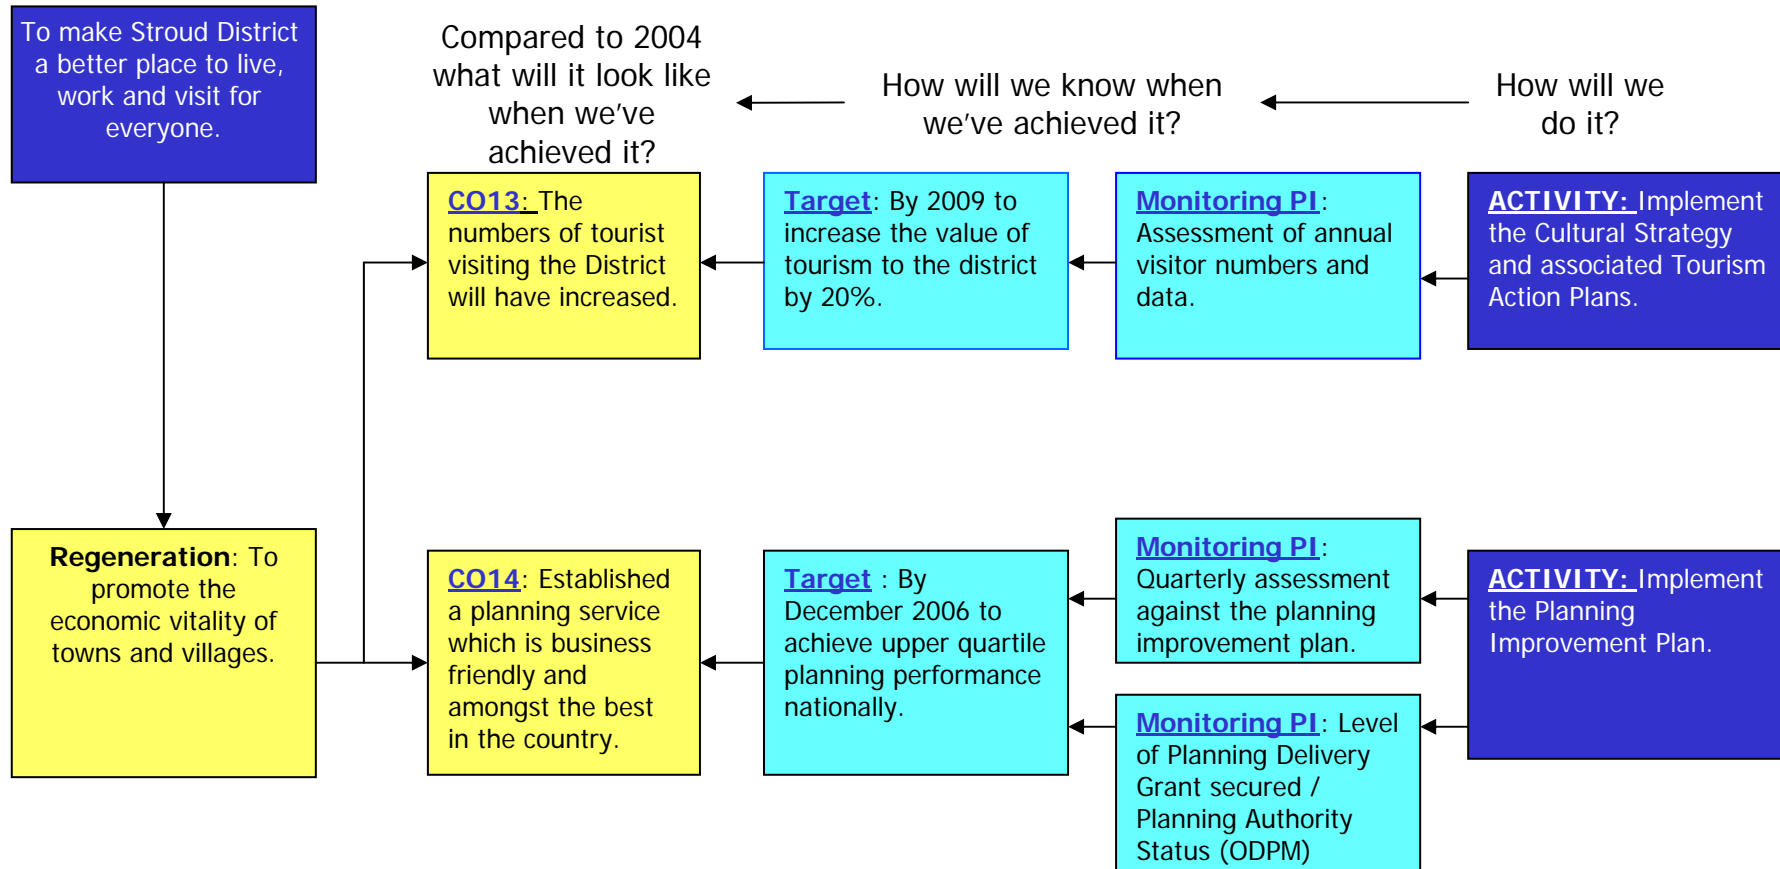 To make Stroud District
a better place to live,
work and visit for
everyone.
Compared to 2004
what will it look like
when we've
achieved it?
How will we know when
we've achieved it?
How will we
do it?
CO13: The
numbers of tourist
visiting the District
will have increased.
Target: By 2009 to
increase the value of
tourism to the district
by 20%.
Monitoring PI:
Assessment of annual
visitor numbers and
data.
ACTIVITY: Implement
the Cultural Strategy
and associated Tourism
Action Plans.
Regeneration: To
promote the
economic vitality of
towns and villages.
CO14: Established
a planning service
which is business
friendly and
amongst the best
in the country.
Target : By
December 2006 to
achieve upper quartile
planning performance
nationally.
Monitoring PI:
Quarterly assessment
against the planning
improvement plan.
Monitoring PI: Level
of Planning Delivery
Grant secured /
Planning Authority
Status (ODPM)
ACTIVITY: Implement
the Planning
Improvement Plan.